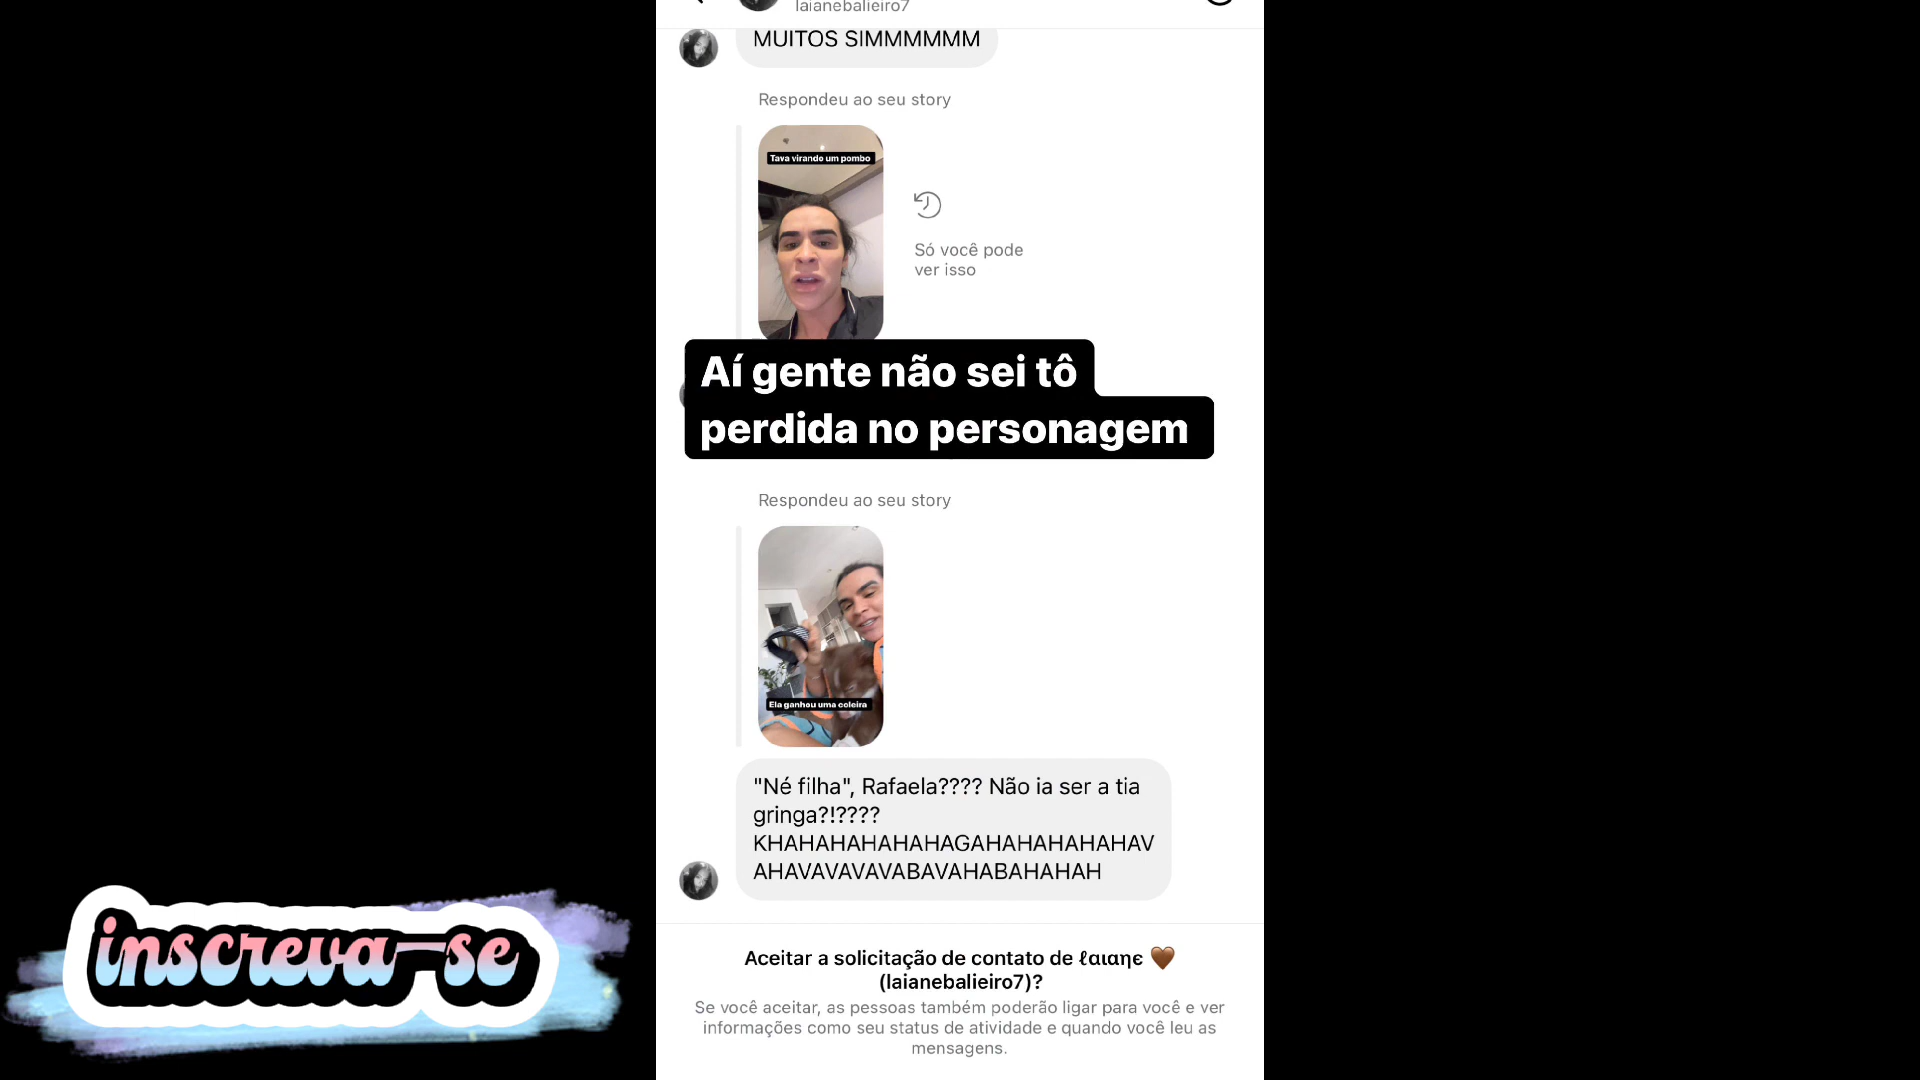 laianebalieiro7
MUITOS SIMMMMMM
Respondeu ao seu story
Tava virando um pombo
Só você pode
ver isso
Aí gente não sei tô
perdida no personagem
Respondeu ao seu story
Ela ganhou uma coleira
"Né filha", Rafaela???? Não ia ser a tia
gringa?!????
KHAHAHAHAHAHAGAHAHAHAHAHAV
AHAVAVAVAVABAVAHABAHAHAH
inscreva-se
Aceitar a solicitação de contato de ℓαιαηє 🤎
(laianebalieiro7)?
Se você aceitar, as pessoas também poderão ligar para você e ver
informações como seu status de atividade e quando você leu as
mensagens.